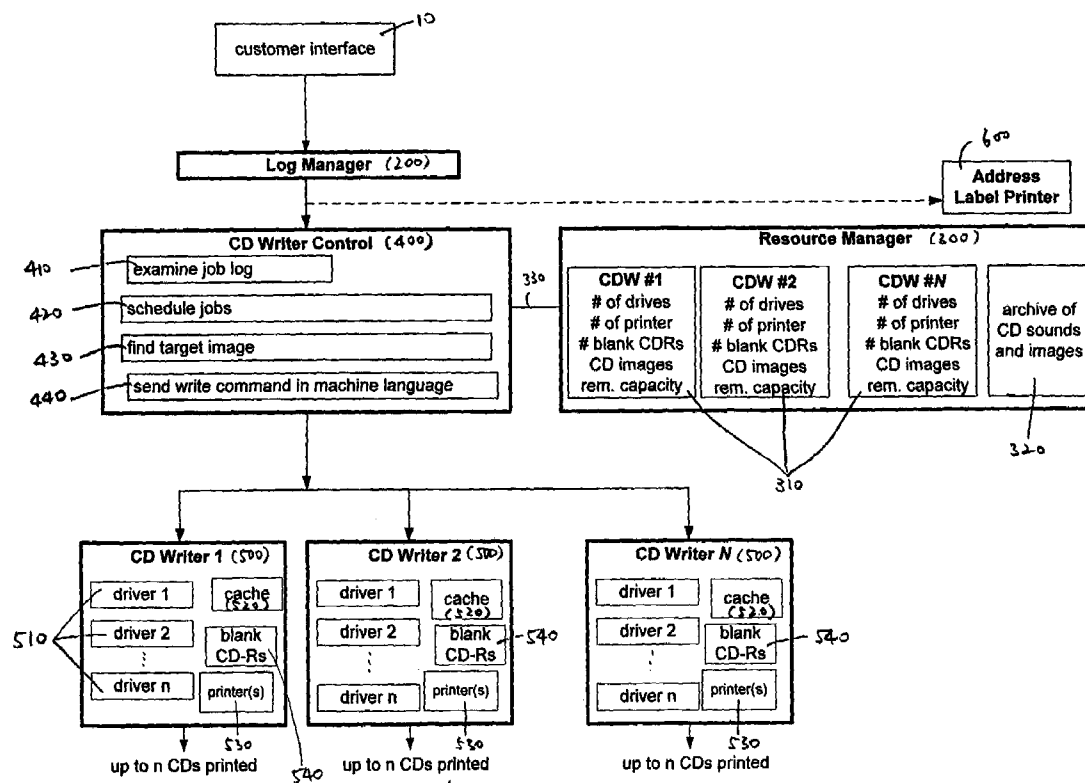 10
customer interface
Log Manager (200)
600
Address
Label Printer
CD Writer Control (400)
410
examine job log
420
schedule jobs
430
find target image
440
send write command in machine language
330
Resource Manager (300)
CDW #1
# of drives
# of printer
# blank CDRs
CD images
rem. capacity
CDW #2
# of drives
# of printer
# blank CDRs
CD images
rem. capacity
CDW #N
# of drives
# of printer
# blank CDRs
CD images
rem. capacity
archive of
CD sounds
and images
310
320
CD Writer 1 (500)
510
driver 1
driver 2
driver n
cache
(520)
blank
CD-Rs
printer(s)
530
540
up to n CDs printed
CD Writer 2 (500)
driver 1
driver 2
driver n
cache
(520)
blank
CD-Rs
540
printer(s)
530
up to n CDs printed
CD Writer N (500)
driver 1
driver 2
driver n
cache
(520)
blank
CD-Rs
540
printer(s)
530
up to n CDs printed